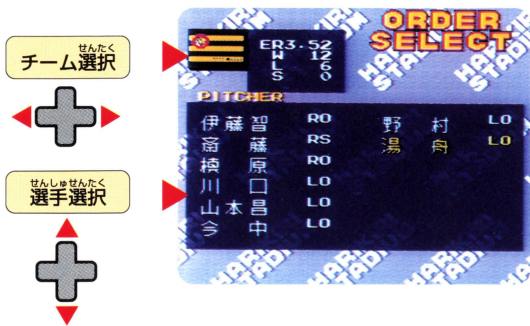 せんたく
チーム選択
せんしゅせんたく
選手選択
ORDER
SELECT
ER3.52
W 12
L 6
S 0
PITCHER
伊藤智 RO
斎藤 RS
槙原 RO
川口 LO
山本昌 LO
今中 LO
野村 LO
湯舟 LO